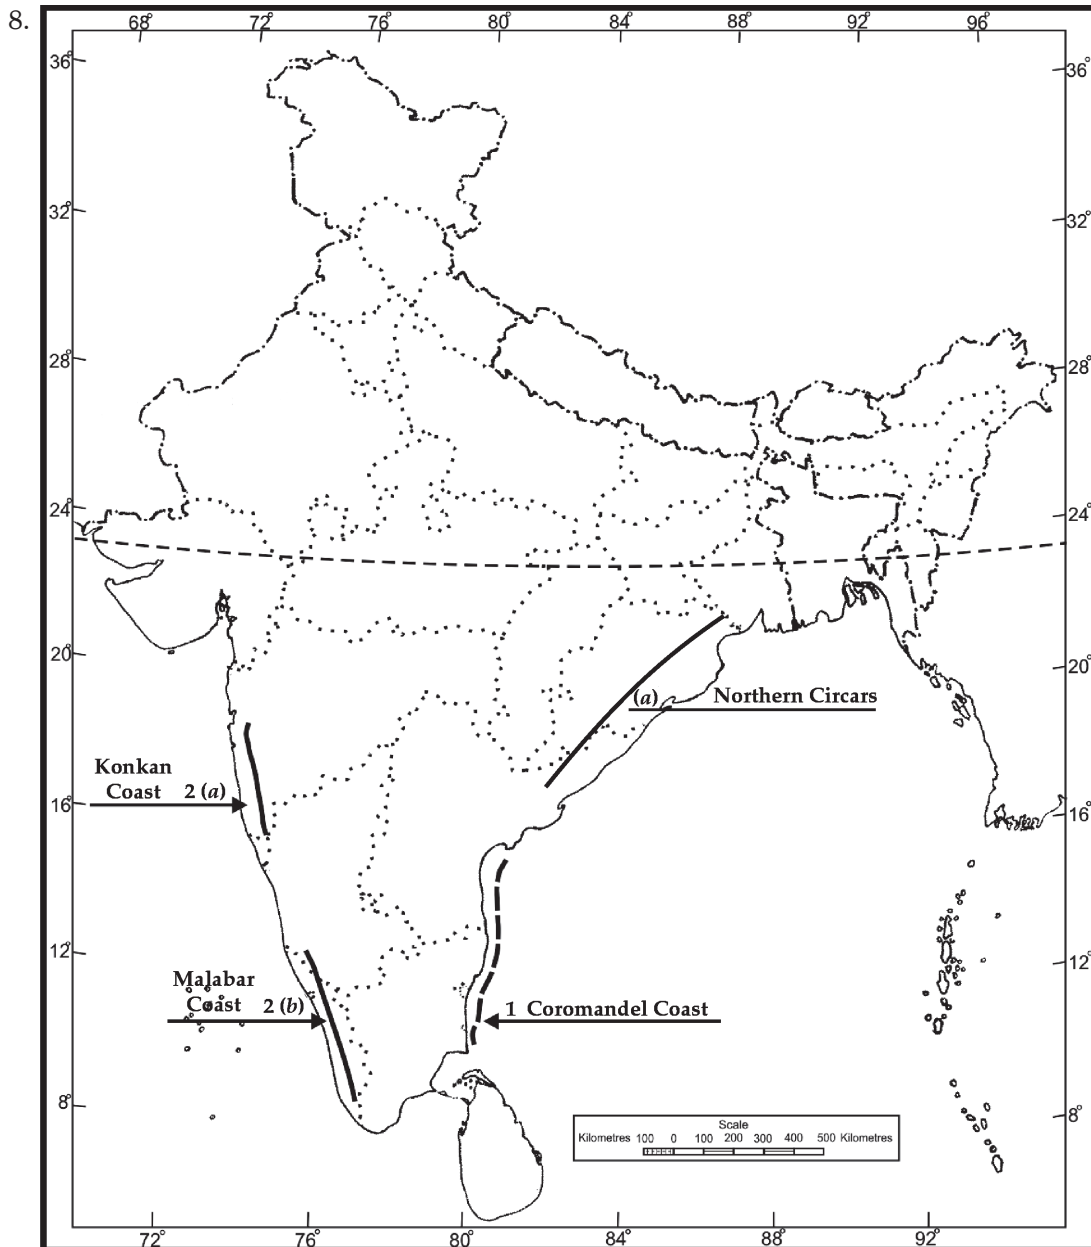 8.
68° 72° 76° 80° 84° 88° 92° 96°
36° 36°
32° 32°
28° 28°
24° 24°
20° 20°
(a) Northern Circars
Konkan
Coast 2 (a)
16° 16°
12° 12°
Malabar
Coast 2 (b)
1 Coromandel Coast
8° 8°
Scale
Kilometres 100 0 100 200 300 400 500 Kilometres
72° 76° 80° 84° 88° 92°